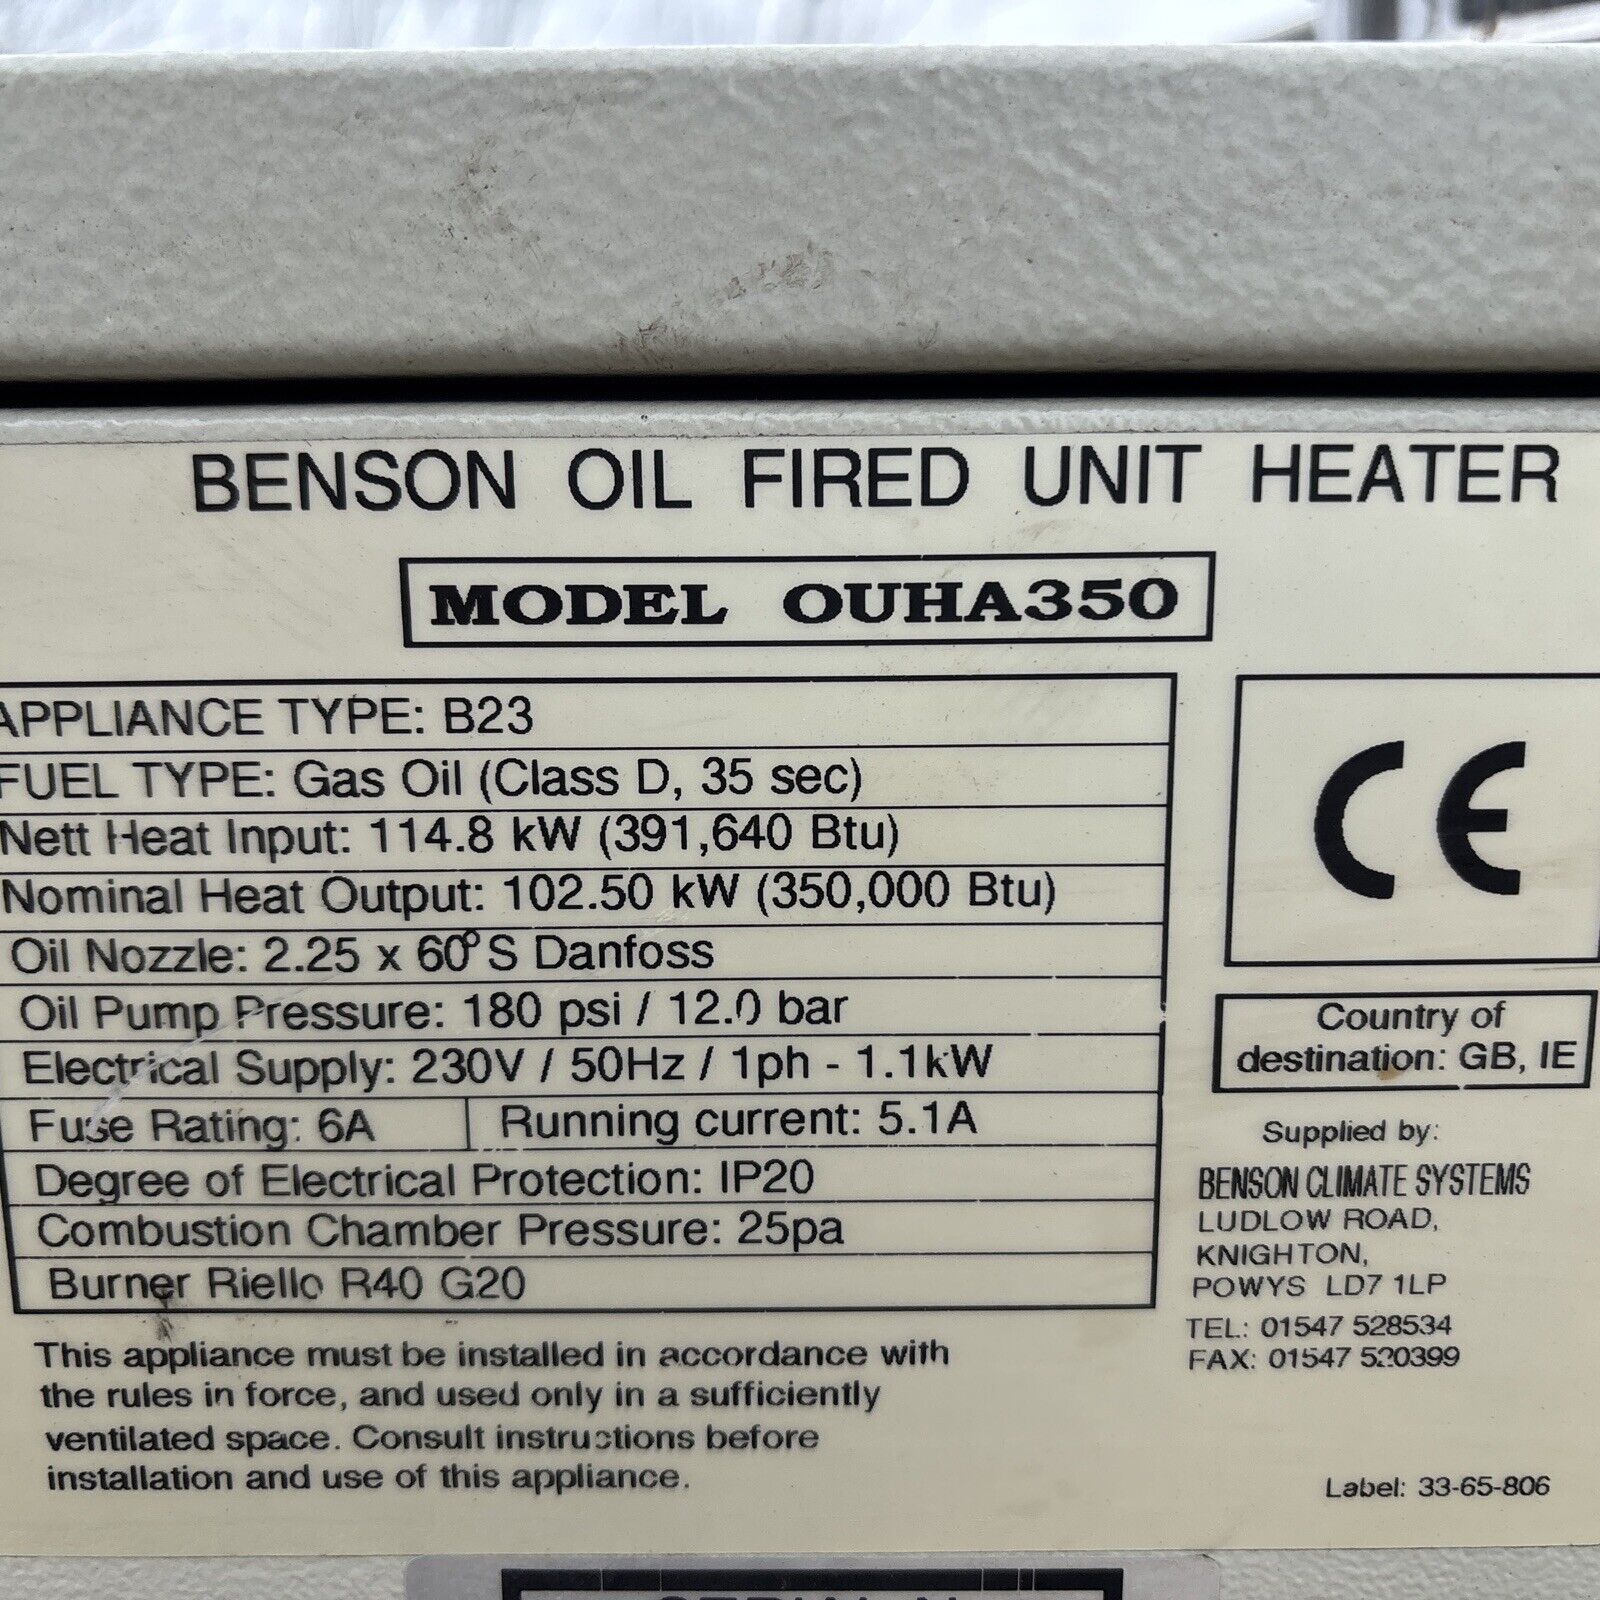 BENSON OIL FIRED UNIT HEATER
MODEL OUHA350
APPLIANCE TYPE: B23
FUEL TYPE: Gas Oil (Class D, 35 sec)
Nett Heat Input: 114.8 kW (391,640 Btu)
Nominal Heat Output: 102.50 kW (350,000 Btu)
Oil Nozzle: 2.25 x 60° S Danfoss
Oil Pump Pressure: 180 psi / 12.0 bar
Electrical Supply: 230V / 50Hz / 1ph - 1.1kW
Fuse Rating: 6A Running current: 5.1A
Degree of Electrical Protection: IP20
Combustion Chamber Pressure: 25pa
Burner Riello R40 G20
CE
Country of
destination: GB, IE
Supplied by:
BENSON CLIMATE SYSTEMS
LUDLOW ROAD,
KNIGHTON,
POWYS LD7 1LP
TEL: 01547 528534
FAX: 01547 520399
This appliance must be installed in accordance with
the rules in force, and used only in a sufficiently
ventilated space. Consult instructions before
installation and use of this appliance.
Label: 33-65-806